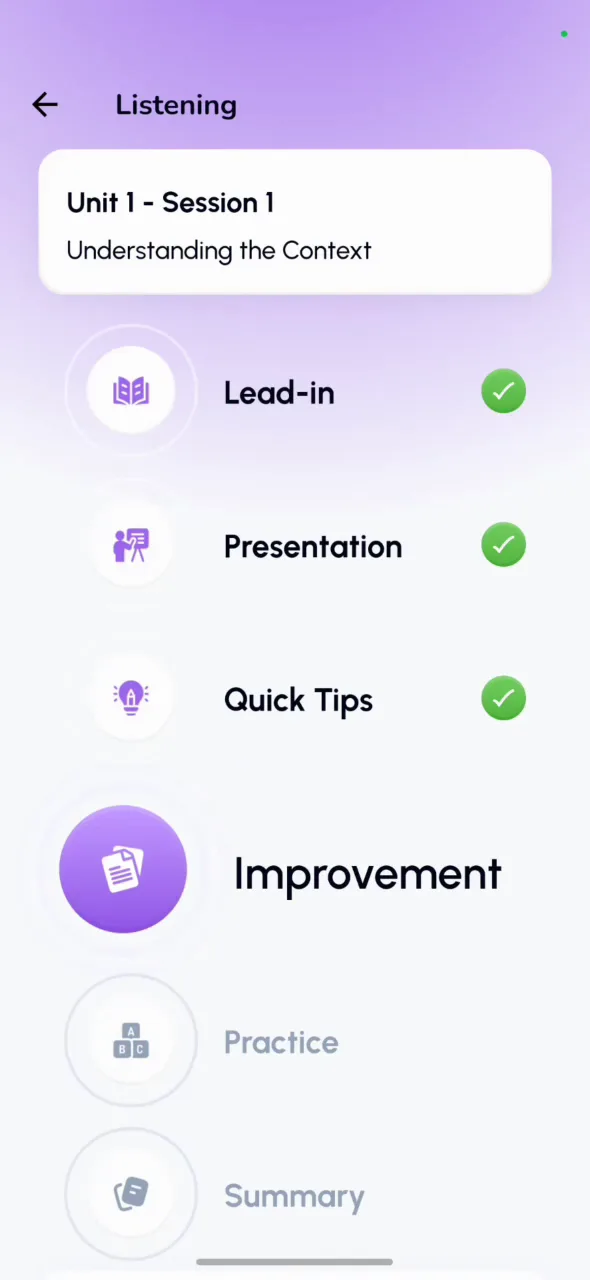 Listening
Unit 1 - Session 1
Understanding the Context
Lead-in
Presentation
Quick Tips
Improvement
A
B C
Practice
Summary